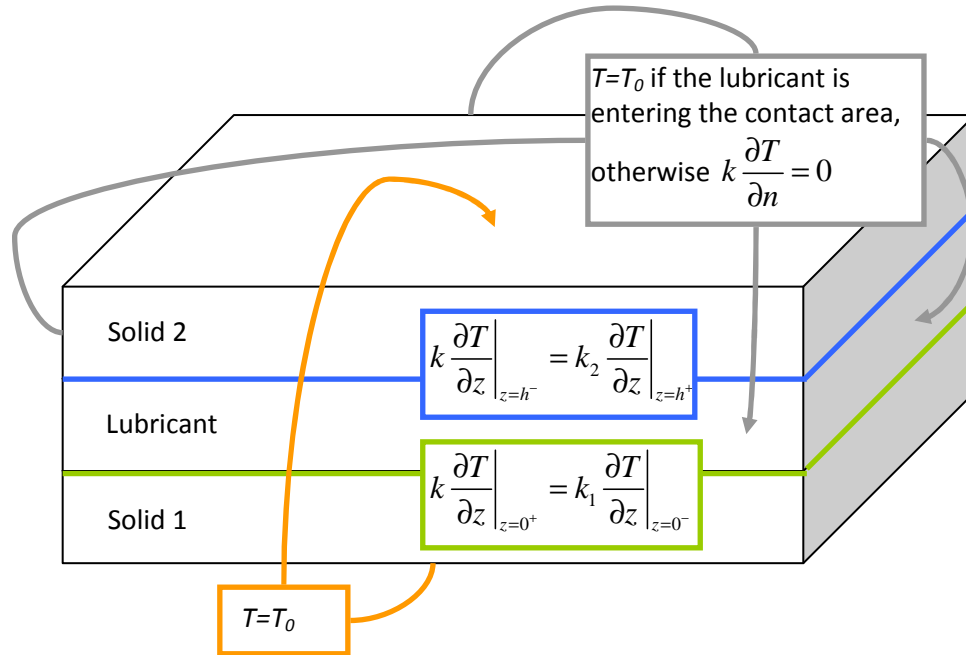 T=T₀ if the lubricant is
entering the contact area,
otherwise k ∂T/∂n = 0
Solid 2
k ∂T/∂z |z=h⁻ = k₂ ∂T/∂z |z=h⁺
Lubricant
k ∂T/∂z |z=0⁺ = k₁ ∂T/∂z |z=0⁻
Solid 1
T=T₀